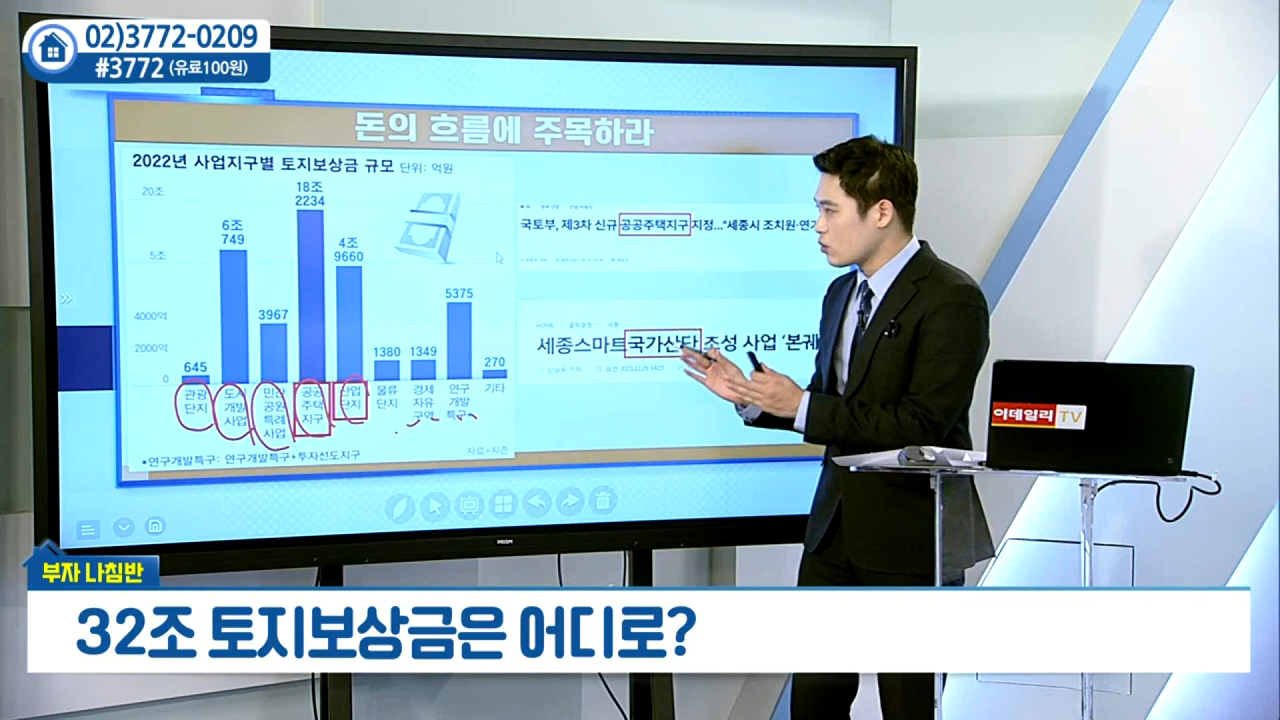 02)3772-0209
#3772 (유료100원)
돈의 흐름에 주목하라
2022년 사업지구별 토지보상금 규모 단위: 억원
20조
5조
4000억
2000억
0
645
6조
749
3967
18조
2234
4조
9660
1380
1349
5375
270
관광
단지
도시
개발
사업
민간
공원
특례
사업
공공
주택
지구
산업
단지
물류
단지
경제
자유
구역
연구
개발
특구*
기타
*연구개발특구: 연구개발특구+투자선도지구
자료=지존
국토부, 제3차 신규 공공주택지구 지정..."세종시 조치원·연기
HOME
세종스마트국가산단 조성 사업 '본궤
이데일리 TV
PRISM
부자 나침반
32조 토지보상금은 어디로?